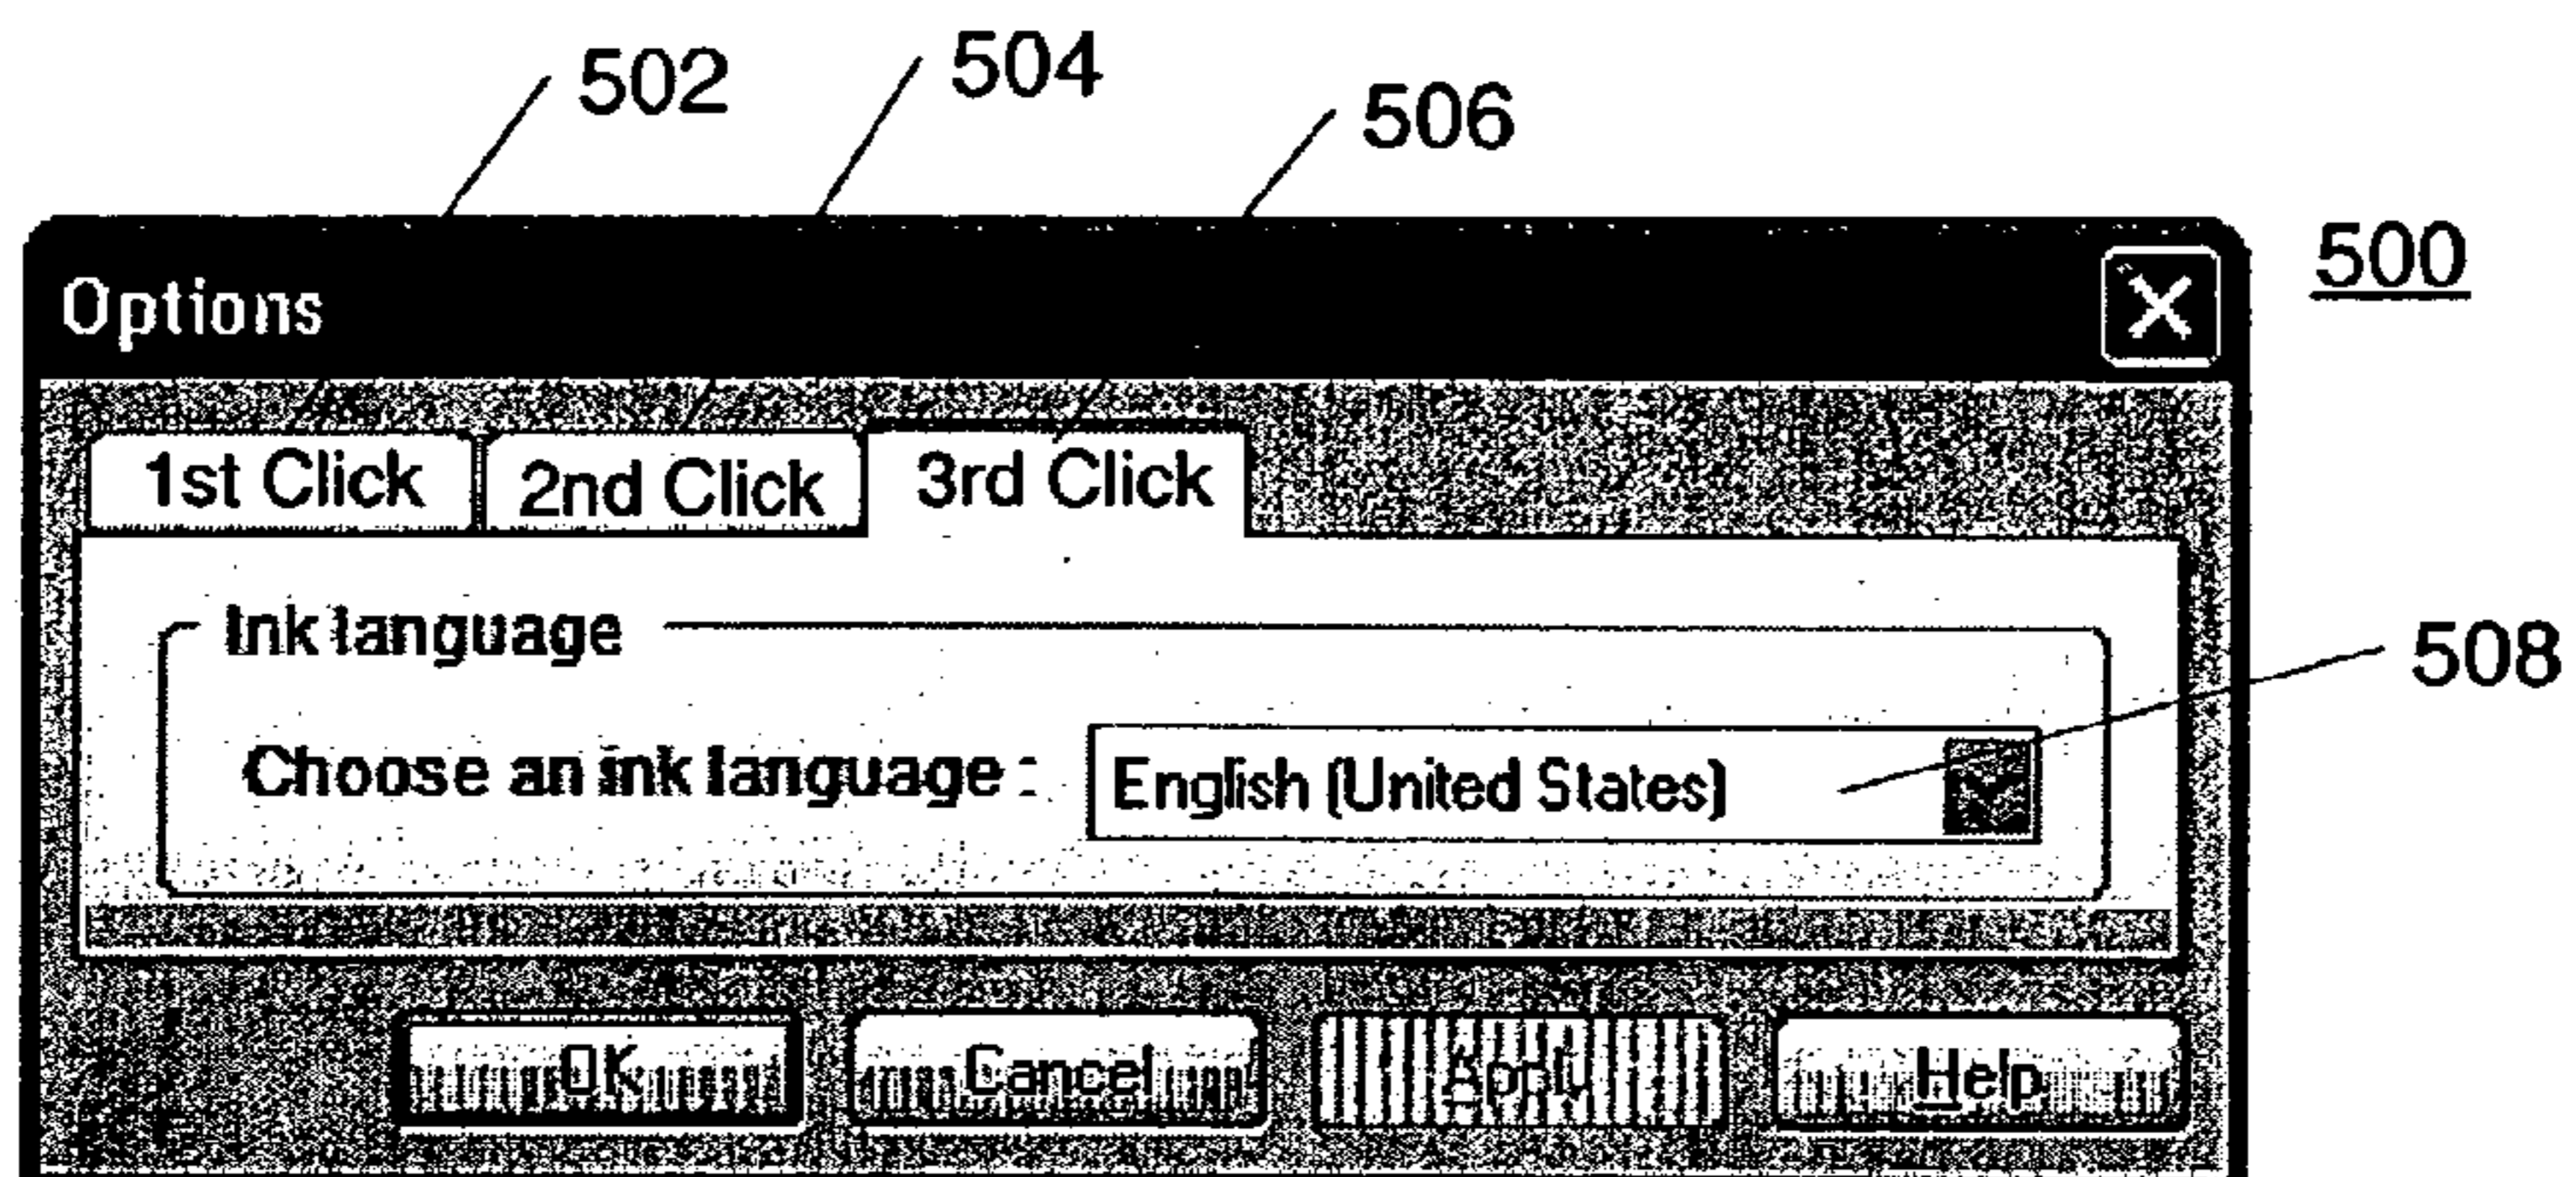 502 504 506
500
Options
1st Click 2nd Click 3rd Click
Ink language
508
Choose an ink language : English (United States)
OK Cancel Apply Help